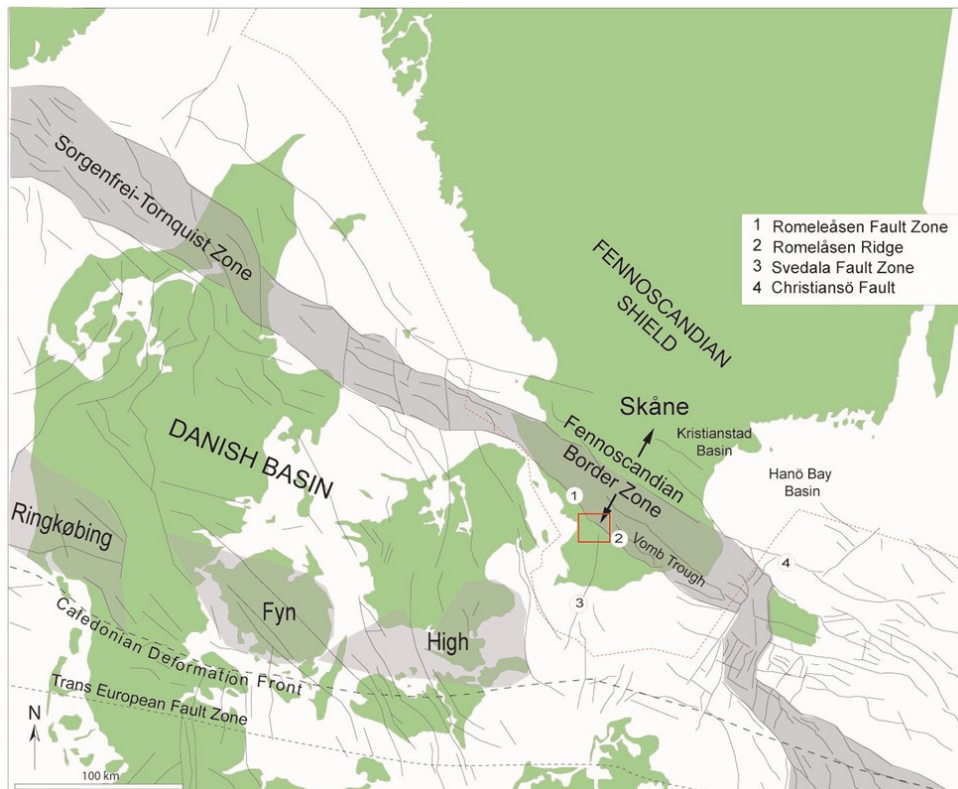 Sorgenfrei-Tornquist Zone
1 Romeleåsen Fault Zone
2 Romelåsen Ridge
3 Svedala Fault Zone
4 Christiansö Fault
FENNOSCANDIAN
SHIELD
Skåne
Kristianstad
Basin
Hanö Bay
Basin
Fennoscandian
Border Zone
DANISH BASIN
1
2
Vomb Trough
4
3
Ringkøbing
Fyn
High
Caledonian Deformation Front
Trans European Fault Zone
N
100 km